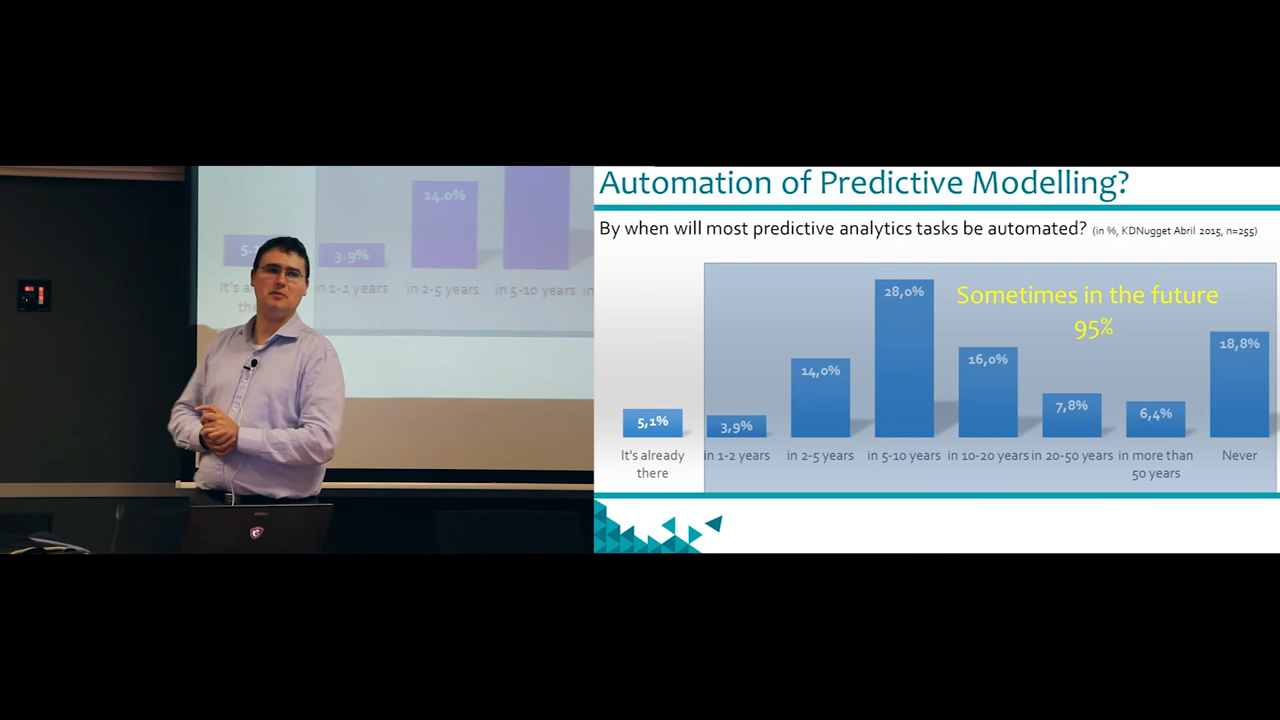 14.0%
3.9%
in 1-2 years
in 2-5 years
in 5-10 years
in
Automation of Predictive Modelling?
By when will most predictive analytics tasks be automated? (in %, KDNugget Abril 2015, n=255)
Sometimes in the future
95%
28,0%
18,8%
16,0%
14,0%
7,8%
6,4%
5,1%
3,9%
It's already there
in 1-2 years
in 2-5 years
in 5-10 years
in 10-20 years
in 20-50 years
in more than 50 years
Never